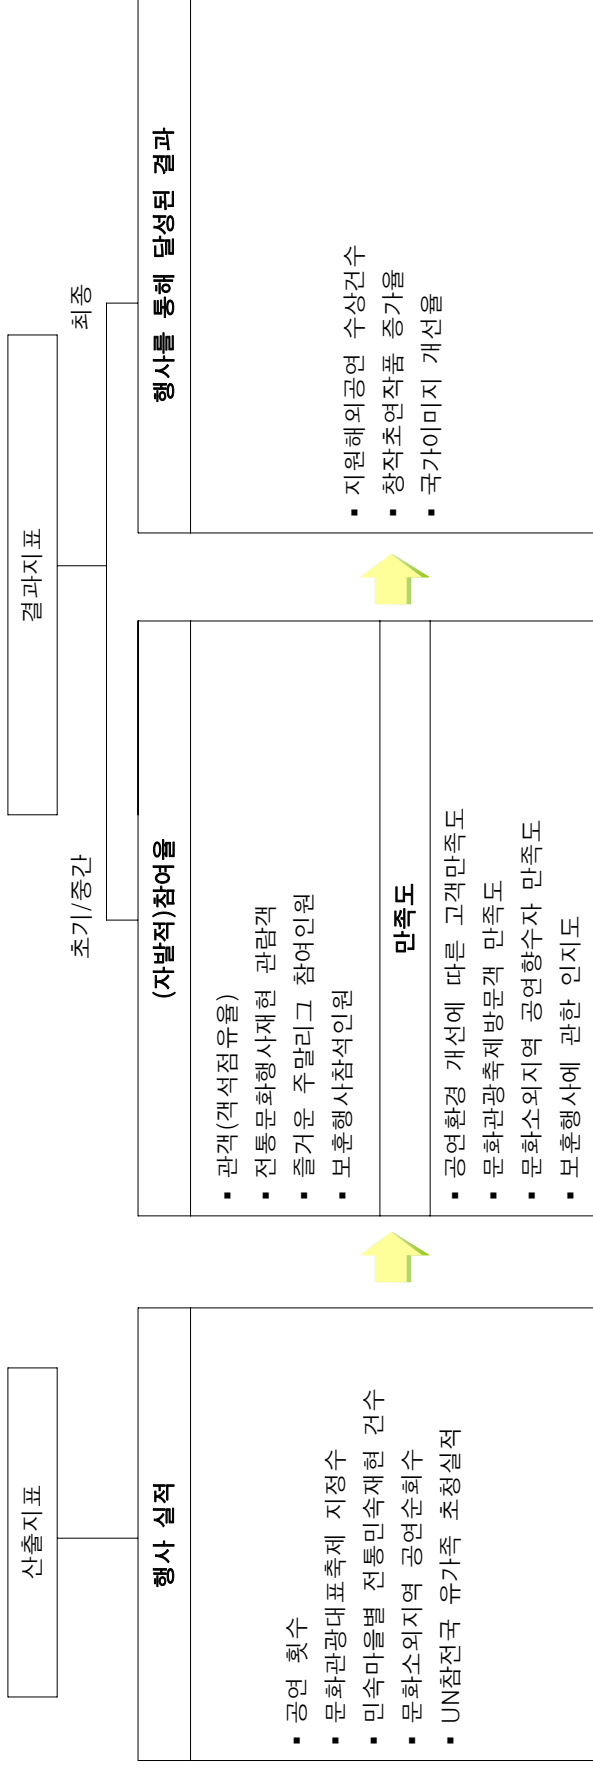 산출지표
결과지표
초기/중간
최종
행사 실적
▪ 공연 횟수
▪ 문화관광대표축제 지정수
▪ 민속마을별 전통민속재현 건수
▪ 문화소외지역 공연순회수
▪ UN참전국 유가족 초청실적
(자발적)참여율
▪ 관객(객석점유율)
▪ 전통문화행사재현 관람객
▪ 즐거운 주말리그 참여인원
▪ 보훈행사참석인원
만족도
▪ 공연환경 개선에 따른 고객만족도
▪ 문화관광축제방문객 만족도
▪ 문화소외지역 공연향수자 만족도
▪ 보훈행사에 관한 인지도
행사를 통해 달성된 결과
▪ 지원해외공연 수상건수
▪ 창작초연작품 증가율
▪ 국가이미지 개선율